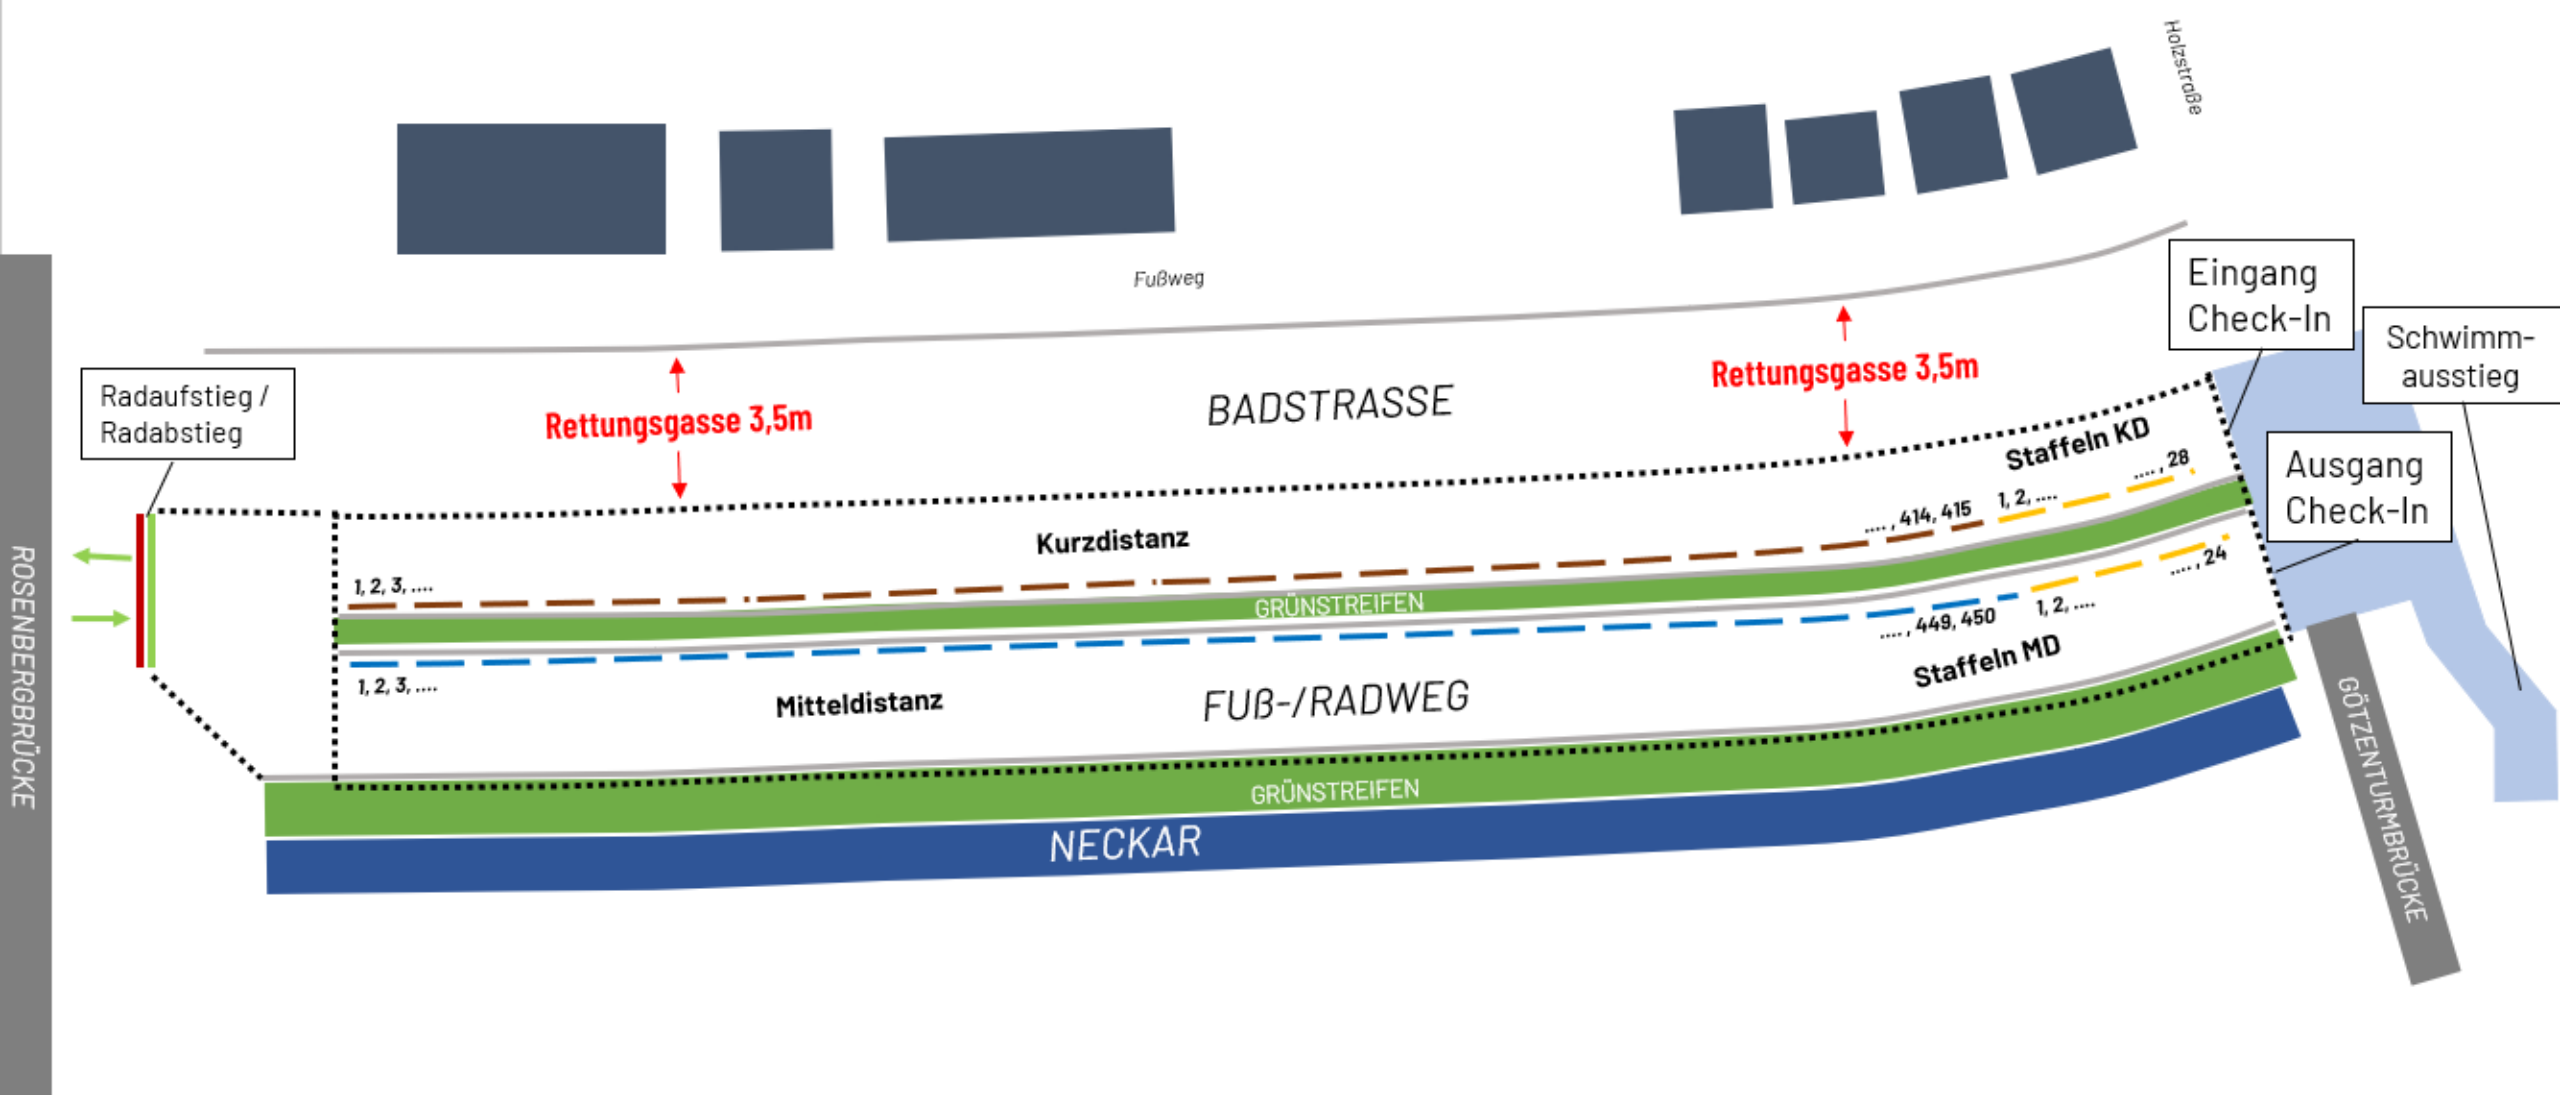 Holzstraße
Fußweg
Eingang
Check-In
Schwimm-
ausstieg
Radaufstieg /
Radabstieg
Rettungsgasse 3,5m
BADSTRASSE
Rettungsgasse 3,5m
Staffeln KD
...., 28
1, 2, ....
...., 414, 415
Ausgang
Check-In
Kurzdistanz
1, 2, 3, ....
GRÜNSTREIFEN
...., 24
1, 2, ....
...., 449, 450
Staffeln MD
1, 2, 3, ....
Mitteldistanz
FUß-/RADWEG
GRÜNSTREIFEN
NECKAR
ROSENBERGBRÜCKE
GÖTZENTURMBRÜCKE